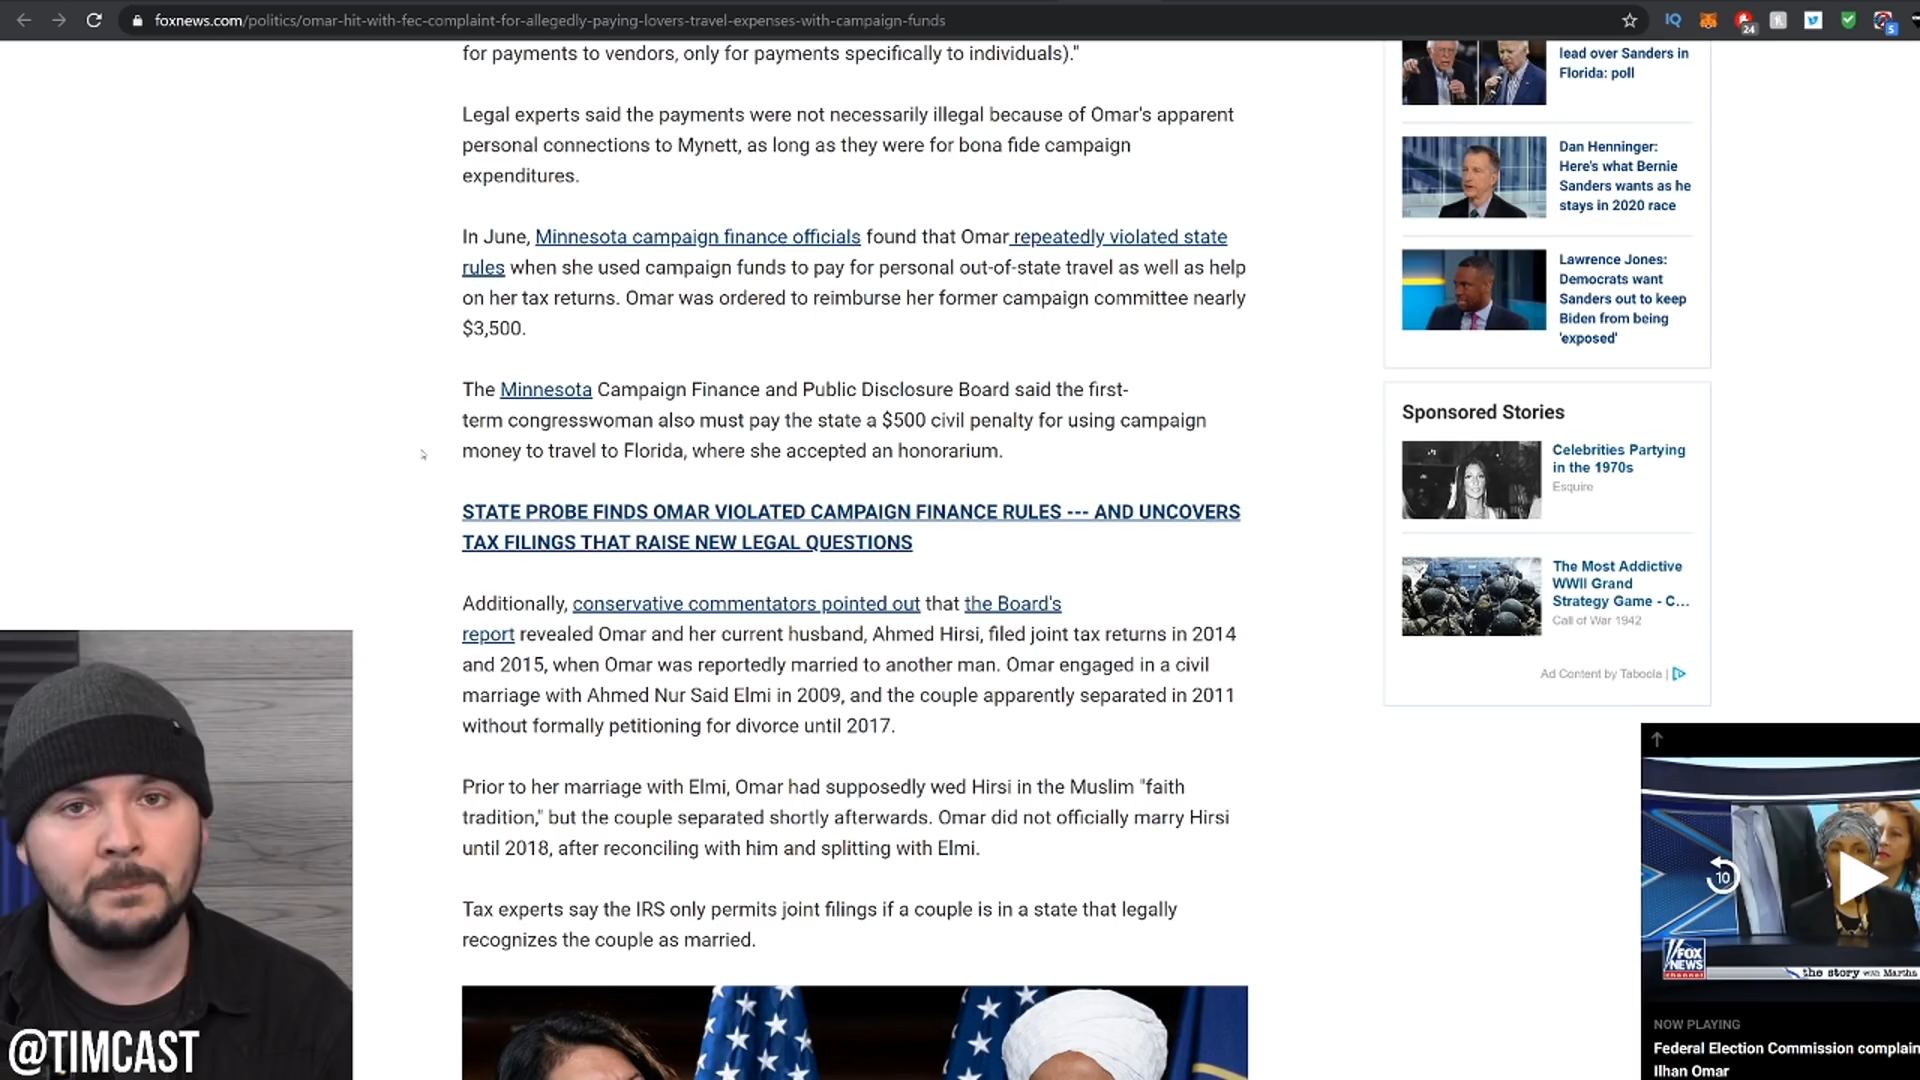 foxnews.com/politics/omar-hit-with-fec-complaint-for-allegedly-paying-lovers-travel-expenses-with-campaign-funds
IQ
24
5
for payments to vendors, only for payments specifically to individuals)."
Legal experts said the payments were not necessarily illegal because of Omar's apparent
personal connections to Mynett, as long as they were for bona fide campaign
expenditures.
In June, Minnesota campaign finance officials found that Omar repeatedly violated state
rules when she used campaign funds to pay for personal out-of-state travel as well as help
on her tax returns. Omar was ordered to reimburse her former campaign committee nearly
$3,500.
The Minnesota Campaign Finance and Public Disclosure Board said the first-
term congresswoman also must pay the state a $500 civil penalty for using campaign
money to travel to Florida, where she accepted an honorarium.
STATE PROBE FINDS OMAR VIOLATED CAMPAIGN FINANCE RULES --- AND UNCOVERS
TAX FILINGS THAT RAISE NEW LEGAL QUESTIONS
Additionally, conservative commentators pointed out that the Board's
report revealed Omar and her current husband, Ahmed Hirsi, filed joint tax returns in 2014
and 2015, when Omar was reportedly married to another man. Omar engaged in a civil
marriage with Ahmed Nur Said Elmi in 2009, and the couple apparently separated in 2011
without formally petitioning for divorce until 2017.
Prior to her marriage with Elmi, Omar had supposedly wed Hirsi in the Muslim "faith
tradition," but the couple separated shortly afterwards. Omar did not officially marry Hirsi
until 2018, after reconciling with him and splitting with Elmi.
Tax experts say the IRS only permits joint filings if a couple is in a state that legally
recognizes the couple as married.
lead over Sanders in
Florida: poll
Dan Henninger:
Here's what Bernie
Sanders wants as he
stays in 2020 race
Lawrence Jones:
Democrats want
Sanders out to keep
Biden from being
'exposed'
Sponsored Stories
Celebrities Partying
in the 1970s
Esquire
The Most Addictive
WWII Grand
Strategy Game - C...
Call of War 1942
Ad Content by Taboola |
10
FOX
NEWS
channel
the story with Martha
NOW PLAYING
Federal Election Commission complain
Ilhan Omar
@TIMCAST